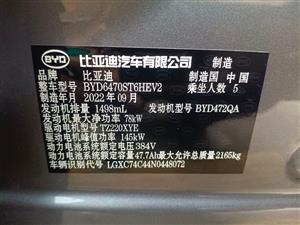 BYD 比亚迪汽车有限公司 制造
品牌 比亚迪 制造国 中国
整车型号 BYD6470ST6HEV2 乘坐人数 5
制造年月 2022年09月
发动机排量 1498mL 发动机型号 BYD472QA
发动机最大净功率 78kW
驱动电机型号 TZ220XYE
驱动电机峰值功率 145kW
动力电池系统额定电压 384V
动力电池系统额定容量 47.7Ah 最大允许总质量 2165kg
车辆识别代号 LGXC74C44N0448072